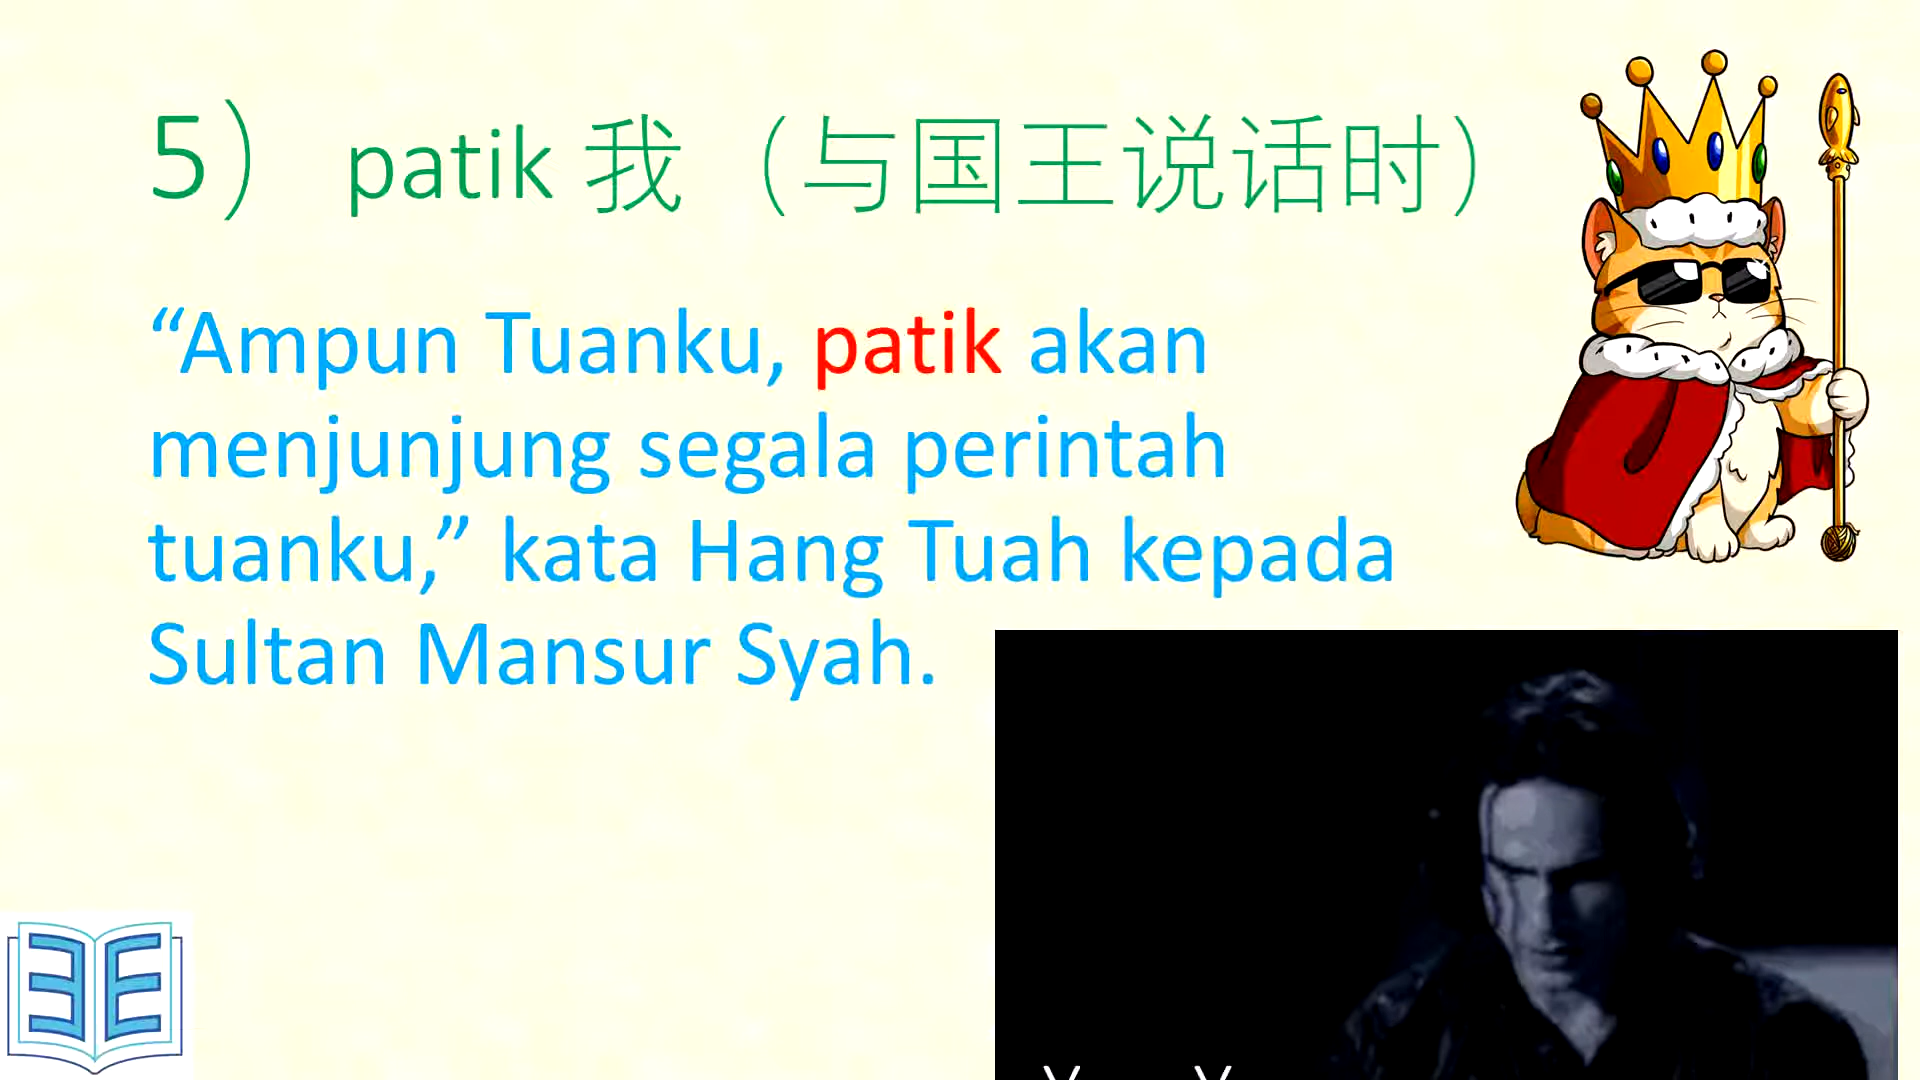 5） patik 我（与国王说话时）
“Ampun Tuanku, patik akan
menjunjung segala perintah
tuanku,” kata Hang Tuah kepada
Sultan Mansur Syah.